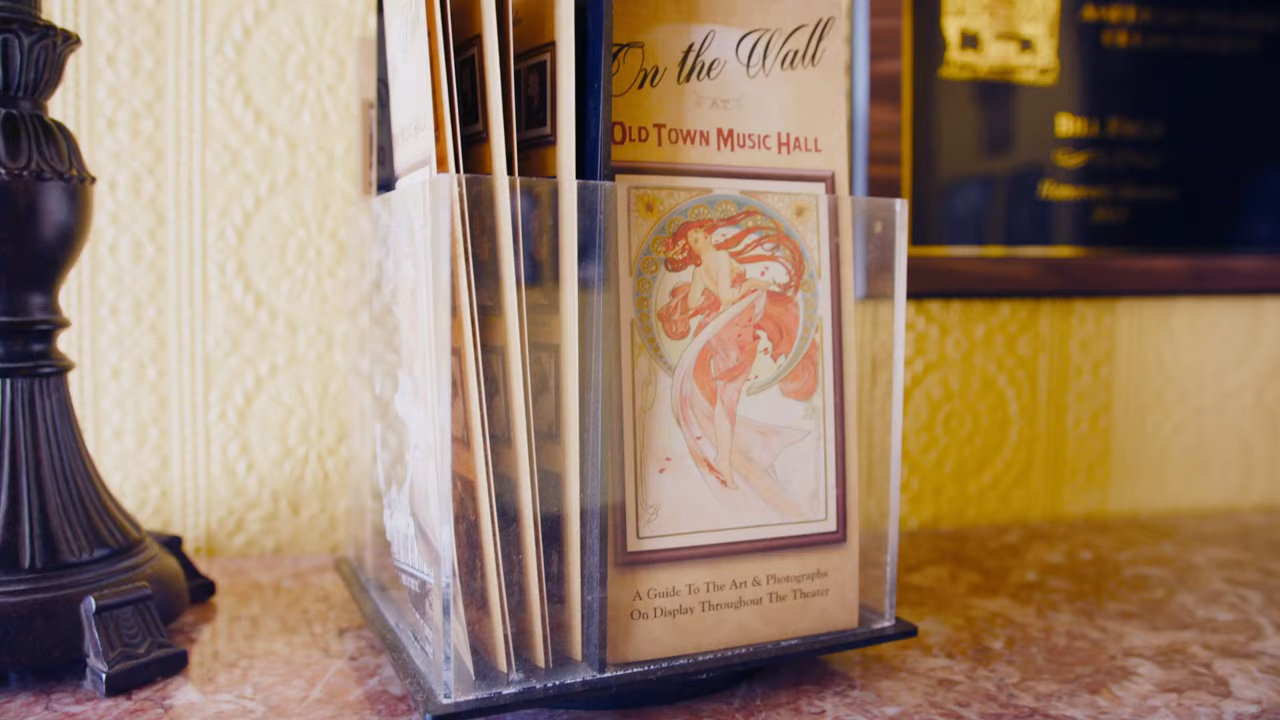 On the Wall
AT
OLD TOWN MUSIC HALL
A Guide To The Art & Photographs
On Display Throughout The Theater